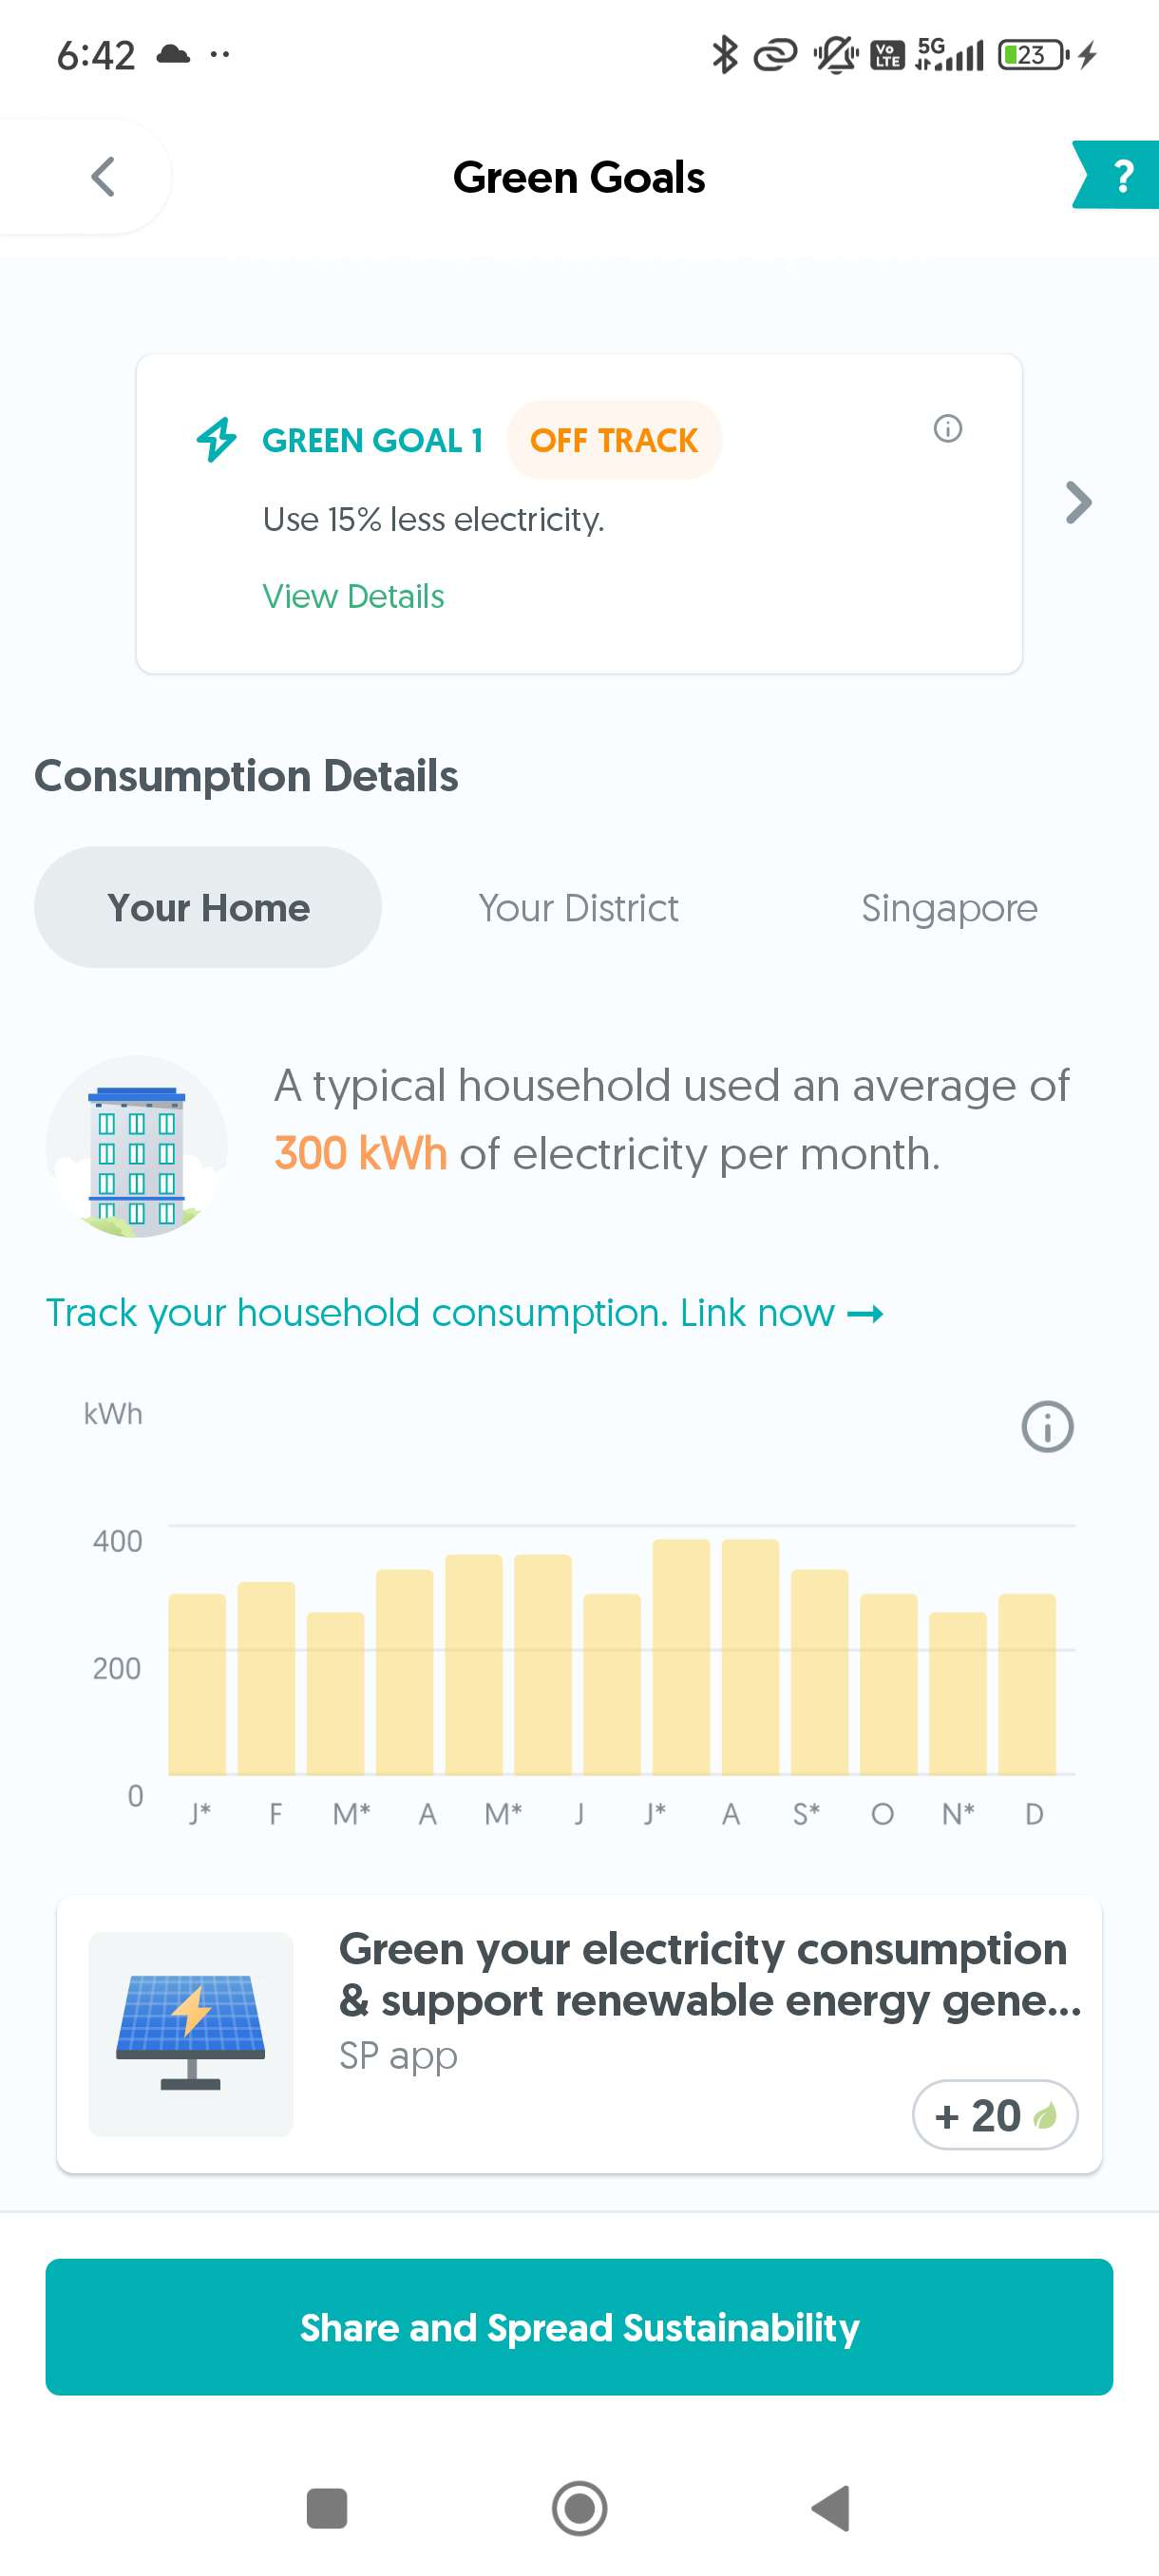 6:42
Vo
LTE
5G
23
Green Goals
?
GREEN GOAL 1
OFF TRACK
Use 15% less electricity.
View Details
Consumption Details
Your Home
Your District
Singapore
A typical household used an average of
300 kWh of electricity per month.
Track your household consumption. Link now →
kWh
400
200
0
J* F M* A M* J J* A S* O N* D
Green your electricity consumption
& support renewable energy gene...
SP app
+ 20
Share and Spread Sustainability